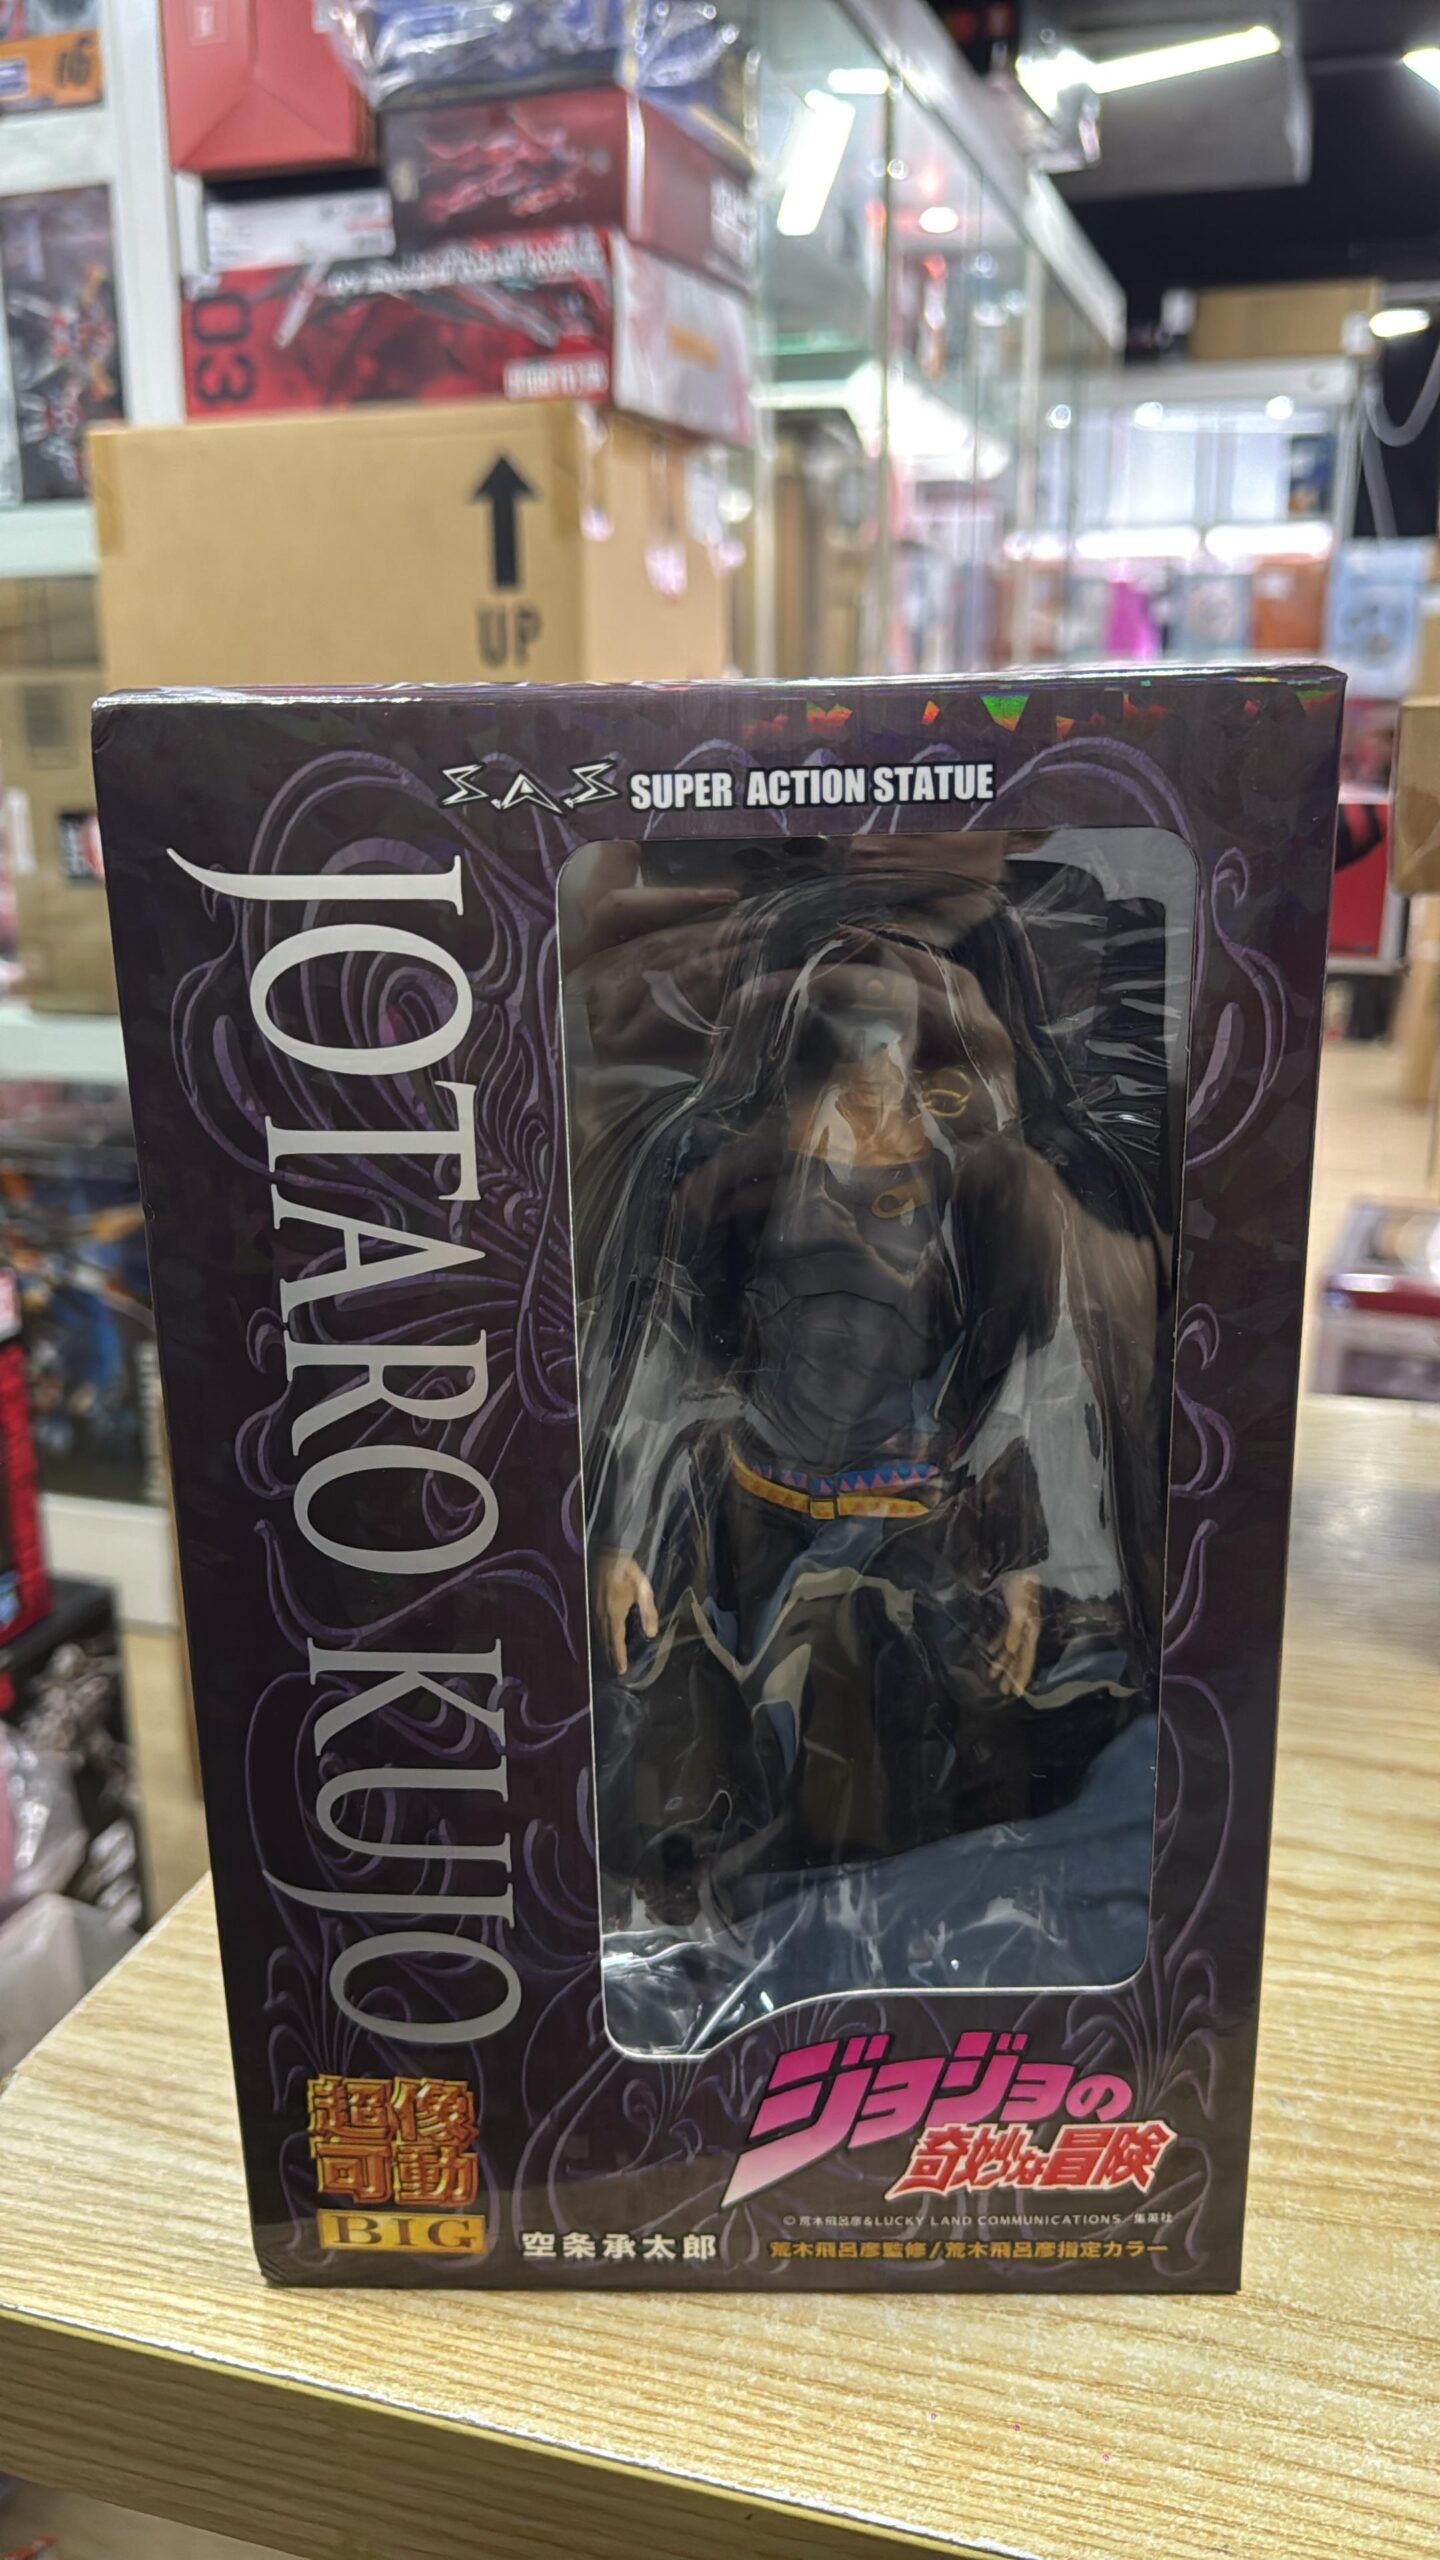 03
UP
S.A.S SUPER ACTION STATUE
JOTARO KUJO
超像
可動
BIG
ジョジョの
奇妙な冒険
©荒木飛呂彦&LUCKY LAND COMMUNICATIONS/集英社
空条承太郎
荒木飛呂彦監修/荒木飛呂彦指定カラー